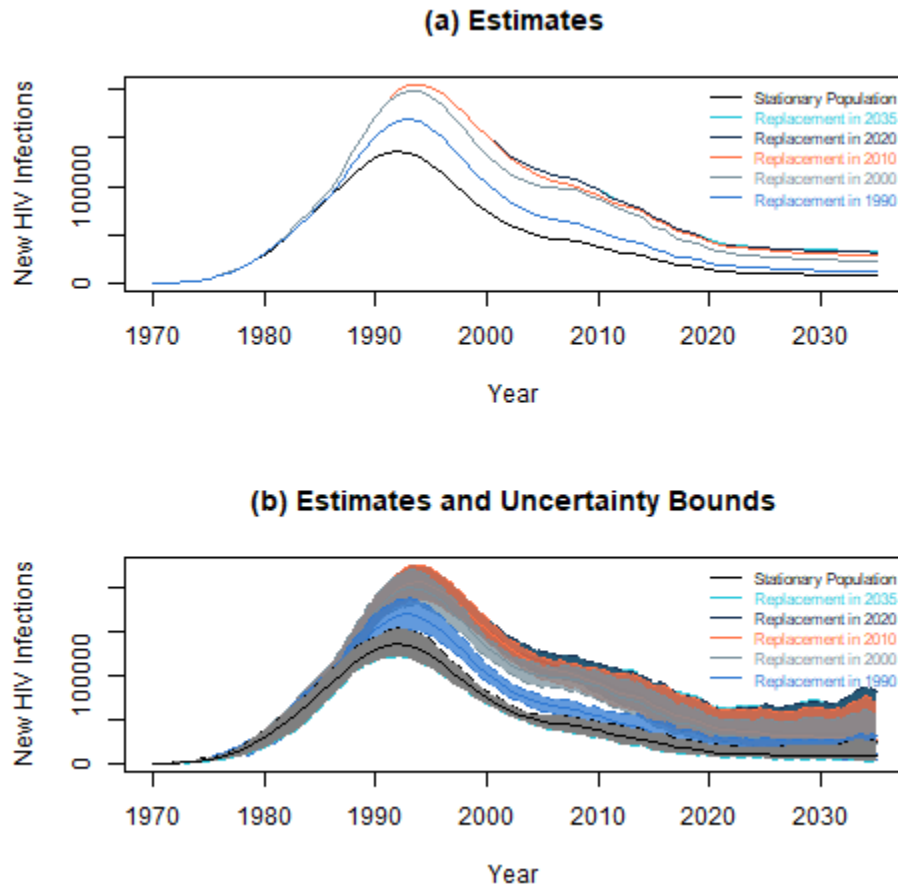 (a) Estimates
New HIV Infections
100000
0
Stationary Population
Replacement in 2035
Replacement in 2020
Replacement in 2010
Replacement in 2000
Replacement in 1990
1970 1980 1990 2000 2010 2020 2030
Year
(b) Estimates and Uncertainty Bounds
New HIV Infections
100000
0
Stationary Population
Replacement in 2035
Replacement in 2020
Replacement in 2010
Replacement in 2000
Replacement in 1990
1970 1980 1990 2000 2010 2020 2030
Year